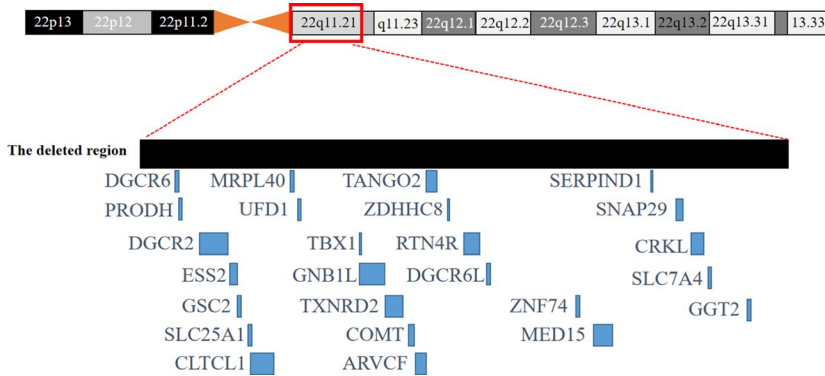 22p13 22p12 22p11.2 22q11.21 q11.23 22q12.1 22q12.2 22q12.3 22q13.1 22q13.2 22q13.31 13.33
The deleted region
DGCR6 MRPL40 TANGO2 SERPIND1
PRODH UFD1 ZDHHC8 SNAP29
DGCR2 TBX1 RTN4R CRKL
ESS2 GNB1L DGCR6L SLC7A4
GSC2 TXNRD2 ZNF74 GGT2
SLC25A1 COMT MED15
CLTCL1 ARVCF